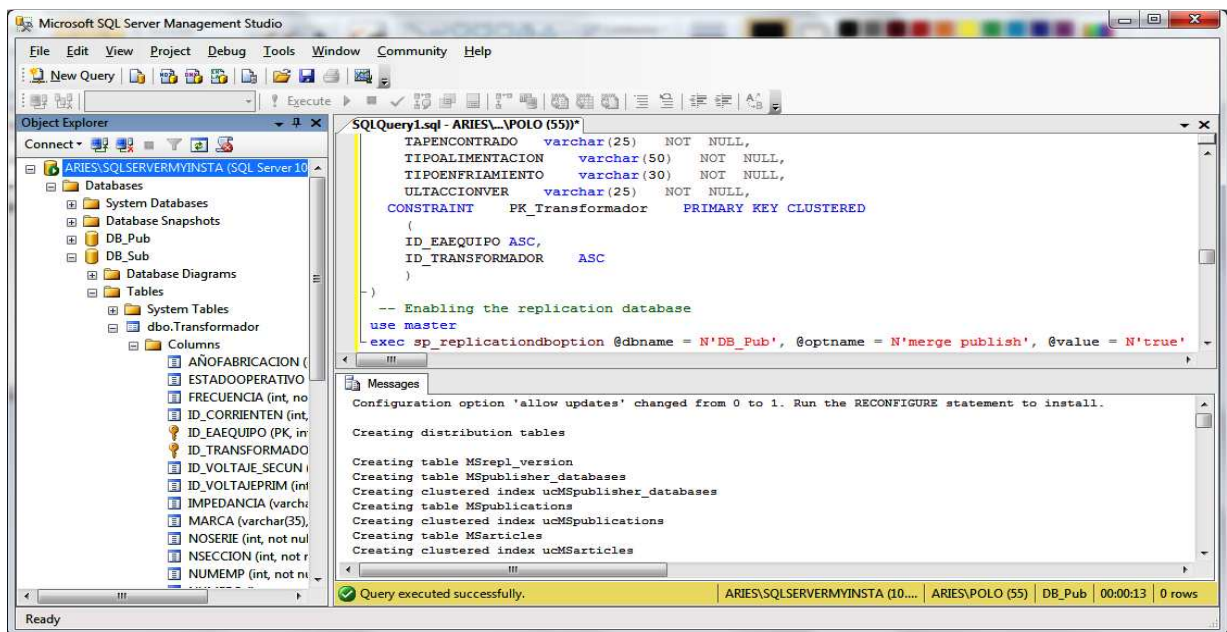 Microsoft SQL Server Management Studio
File Edit View Project Debug Tools Window Community Help
New Query
Execute
Object Explorer
Connect
ARIES\SQLSERVERMYINSTA (SQL Server 10
Databases
System Databases
Database Snapshots
DB_Pub
DB_Sub
Database Diagrams
Tables
System Tables
dbo.Transformador
Columns
AÑOFABRICACION (
ESTADOOPERATIVO
FRECUENCIA (int, no
ID_CORRIENTEN (int,
ID_EAEQUIPO (PK, in
ID_TRANSFORMADO
ID_VOLTAJE_SECUN (
ID_VOLTAJEPRIM (int
IMPEDANCIA (varcha
MARCA (varchar(35),
NOSERIE (int, not nul
NSECCION (int, not n
NUMEMP (int, not nu
SQLQuery1.sql - ARIES\...\POLO (55))*
TAPENCONTRADO varchar(25) NOT NULL,
TIPOALIMENTACION varchar(50) NOT NULL,
TIPOENFRIAMIENTO varchar(30) NOT NULL,
ULTACCIONVER varchar(25) NOT NULL,
CONSTRAINT PK_Transformador PRIMARY KEY CLUSTERED
(
ID_EAEQUIPO ASC,
ID_TRANSFORMADOR ASC
)
)
-- Enabling the replication database
use master
exec sp_replicationdboption @dbname = N'DB_Pub', @optname = N'merge publish', @value = N'true'
Messages
Configuration option 'allow updates' changed from 0 to 1. Run the RECONFIGURE statement to install.
Creating distribution tables
Creating table MSrepl_version
Creating table MSpublisher_databases
Creating clustered index ucMSpublisher_databases
Creating table MSpublications
Creating clustered index ucMSpublications
Creating table MSarticles
Creating clustered index ucMSarticles
Query executed successfully. ARIES\SQLSERVERMYINSTA (10.... ARIES\POLO (55) DB_Pub 00:00:13 0 rows
Ready